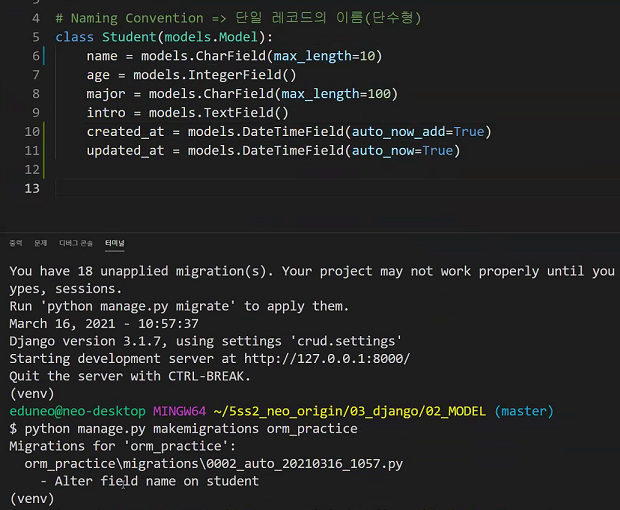 4 # Naming Convention => 단일 레코드의 이름(단수형)
5 class Student(models.Model):
6 name = models.CharField(max_length=10)
7 age = models.IntegerField()
8 major = models.CharField(max_length=100)
9 intro = models.TextField()
10 created_at = models.DateTimeField(auto_now_add=True)
11 updated_at = models.DateTimeField(auto_now=True)
12
13
출력 문제 디버그 콘솔 터미널
You have 18 unapplied migration(s). Your project may not work properly until you
ypes, sessions.
Run 'python manage.py migrate' to apply them.
March 16, 2021 - 10:57:37
Django version 3.1.7, using settings 'crud.settings'
Starting development server at http://127.0.0.1:8000/
Quit the server with CTRL-BREAK.
(venv)
eduneo@neo-desktop MINGW64 ~/5ss2_neo_origin/03_django/02_MODEL (master)
$ python manage.py makemigrations orm_practice
Migrations for 'orm_practice':
orm_practice\migrations\0002_auto_20210316_1057.py
- Alter field name on student
(venv)